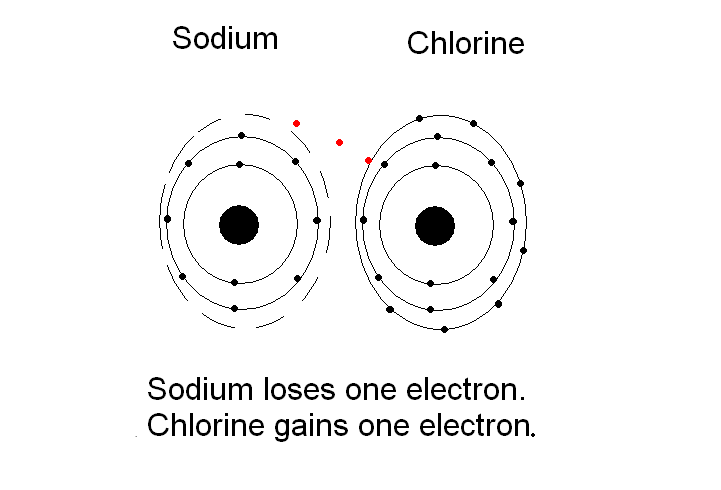 Sodium
Chlorine
Sodium loses one electron.
Chlorine gains one electron.